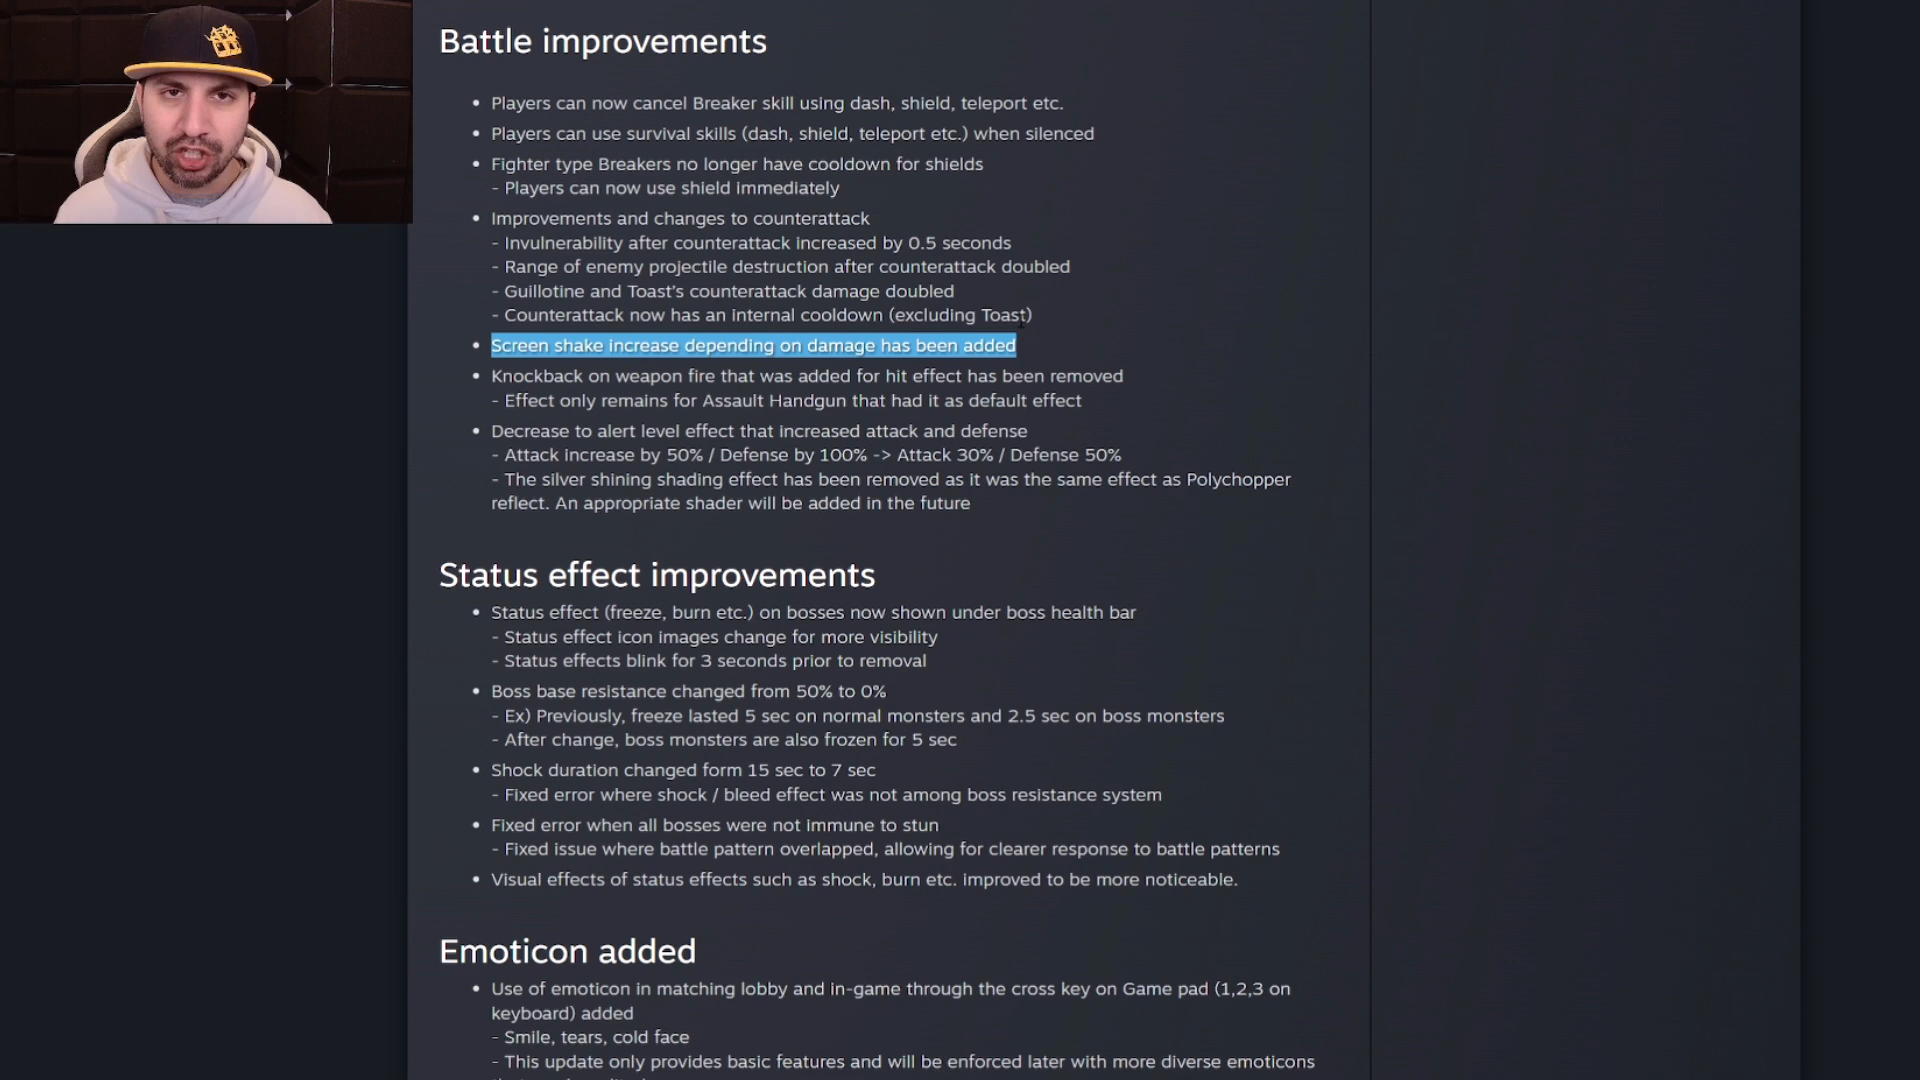 Battle improvements
• Players can now cancel Breaker skill using dash, shield, teleport etc.
• Players can use survival skills (dash, shield, teleport etc.) when silenced
• Fighter type Breakers no longer have cooldown for shields
- Players can now use shield immediately
• Improvements and changes to counterattack
- Invulnerability after counterattack increased by 0.5 seconds
- Range of enemy projectile destruction after counterattack doubled
- Guillotine and Toast's counterattack damage doubled
- Counterattack now has an internal cooldown (excluding Toast)
• Screen shake increase depending on damage has been added
• Knockback on weapon fire that was added for hit effect has been removed
- Effect only remains for Assault Handgun that had it as default effect
• Decrease to alert level effect that increased attack and defense
- Attack increase by 50% / Defense by 100% -> Attack 30% / Defense 50%
- The silver shining shading effect has been removed as it was the same effect as Polychopper
reflect. An appropriate shader will be added in the future
Status effect improvements
• Status effect (freeze, burn etc.) on bosses now shown under boss health bar
- Status effect icon images change for more visibility
- Status effects blink for 3 seconds prior to removal
• Boss base resistance changed from 50% to 0%
- Ex) Previously, freeze lasted 5 sec on normal monsters and 2.5 sec on boss monsters
- After change, boss monsters are also frozen for 5 sec
• Shock duration changed form 15 sec to 7 sec
- Fixed error where shock / bleed effect was not among boss resistance system
• Fixed error when all bosses were not immune to stun
- Fixed issue where battle pattern overlapped, allowing for clearer response to battle patterns
• Visual effects of status effects such as shock, burn etc. improved to be more noticeable.
Emoticon added
• Use of emoticon in matching lobby and in-game through the cross key on Game pad (1,2,3 on
keyboard) added
- Smile, tears, cold face
- This update only provides basic features and will be enforced later with more diverse emoticons